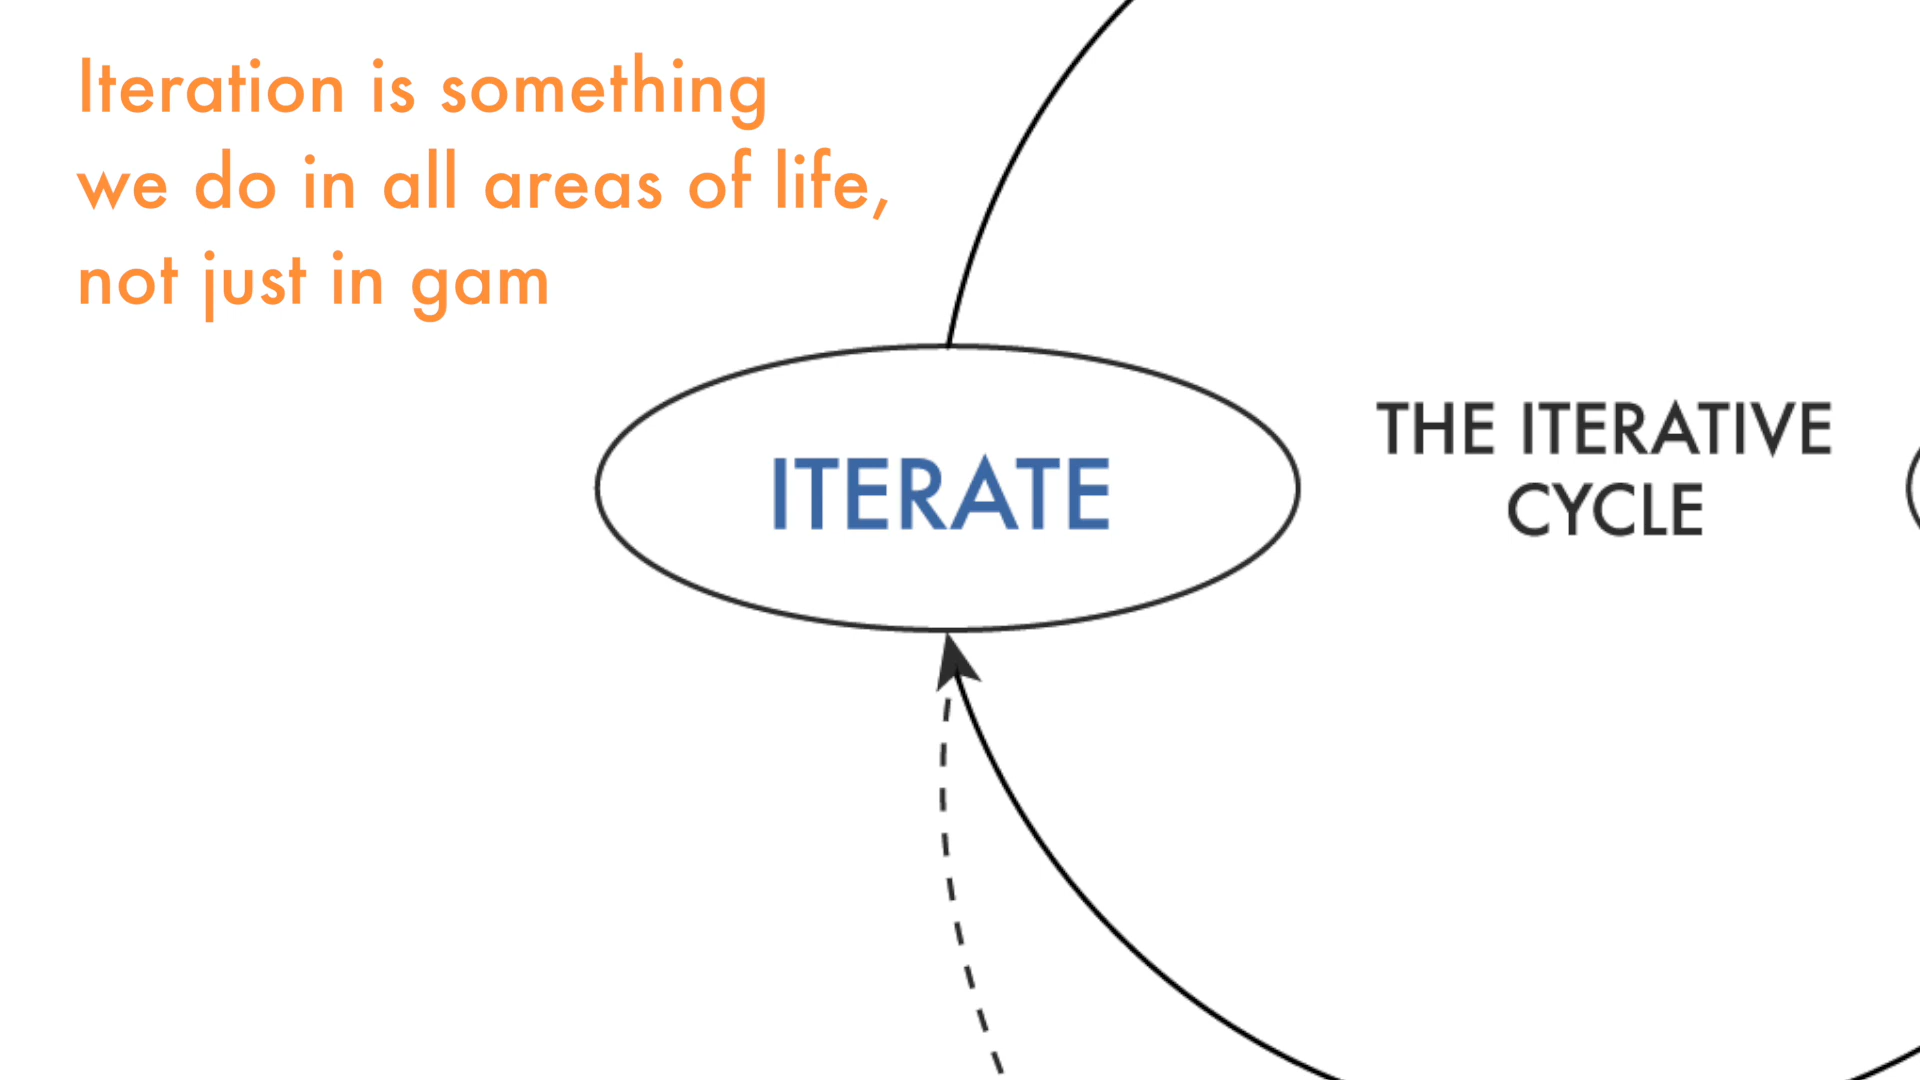 Iteration is something
we do in all areas of life,
not just in gam
ITERATE
THE ITERATIVE
CYCLE